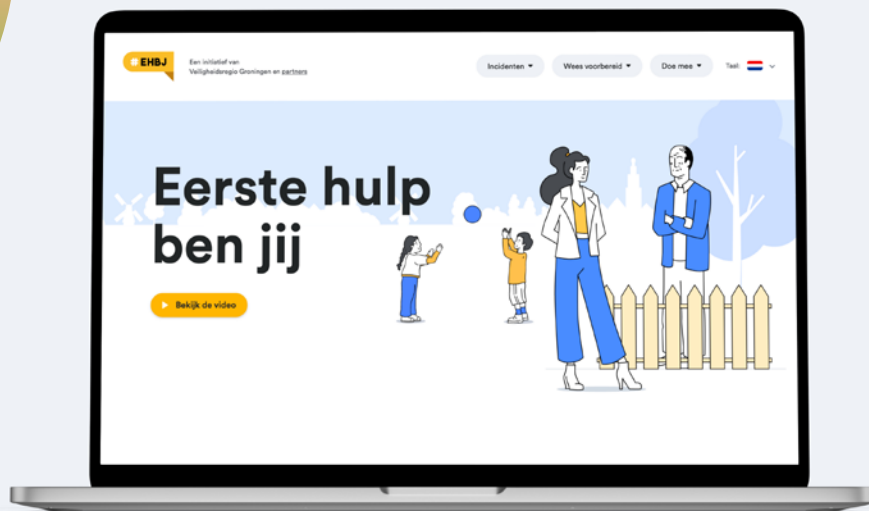 # EHBJ
Een initiatief van
Veiligheidsregio Groningen en partners
Incidenten
Wees voorbereid
Doe mee
Taal:
Eerste hulp
ben jij
Bekijk de video